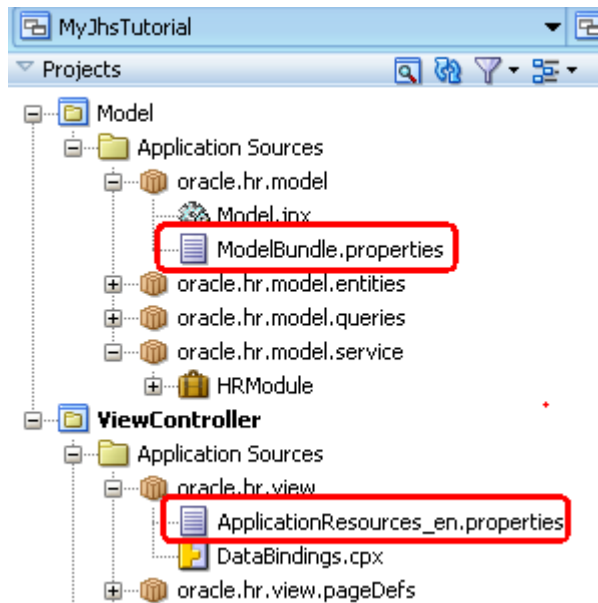 MyJhsTutorial
Projects
Model
Application Sources
oracle.hr.model
Model.jpx
ModelBundle.properties
oracle.hr.model.entities
oracle.hr.model.queries
oracle.hr.model.service
HRModule
ViewController
Application Sources
oracle.hr.view
ApplicationResources_en.properties
DataBindings.cpx
oracle.hr.view.pageDefs